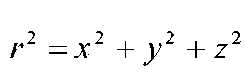 r² = x² + y² + z²